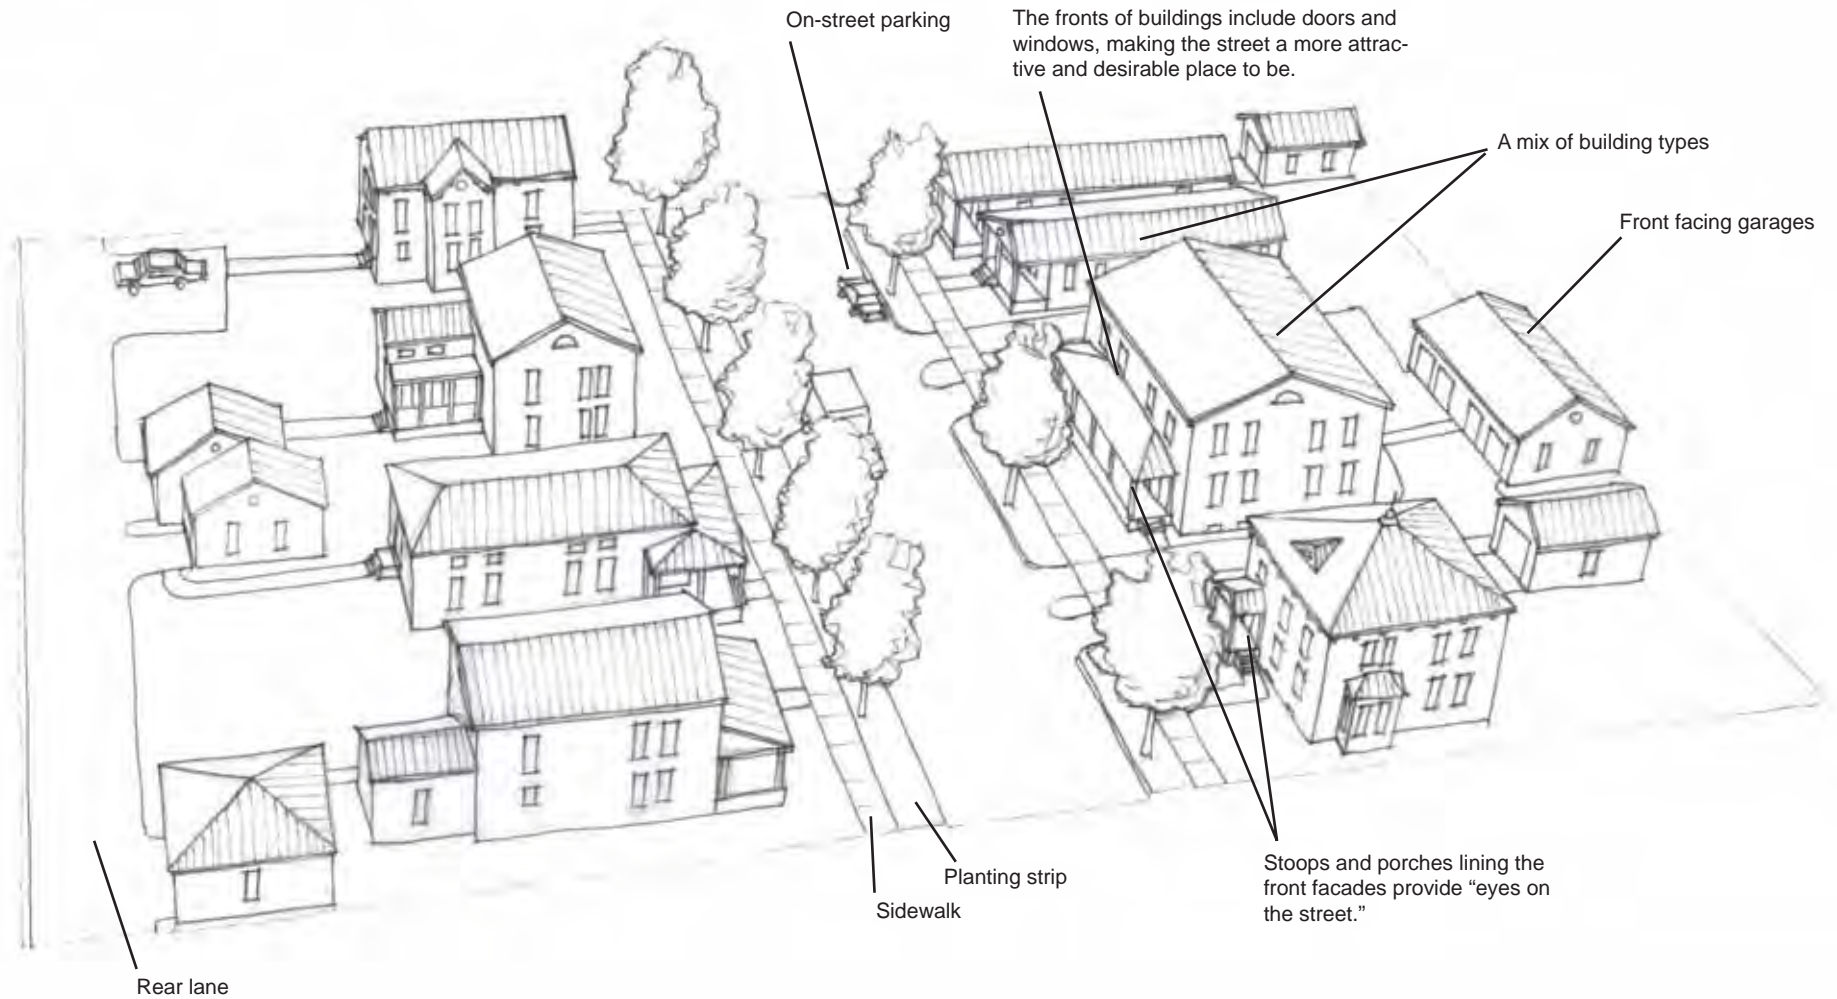 On-street parking
The fronts of buildings include doors and
windows, making the street a more attrac-
tive and desirable place to be.
A mix of building types
Front facing garages
Stoops and porches lining the
front facades provide “eyes on
the street.”
Planting strip
Sidewalk
Rear lane